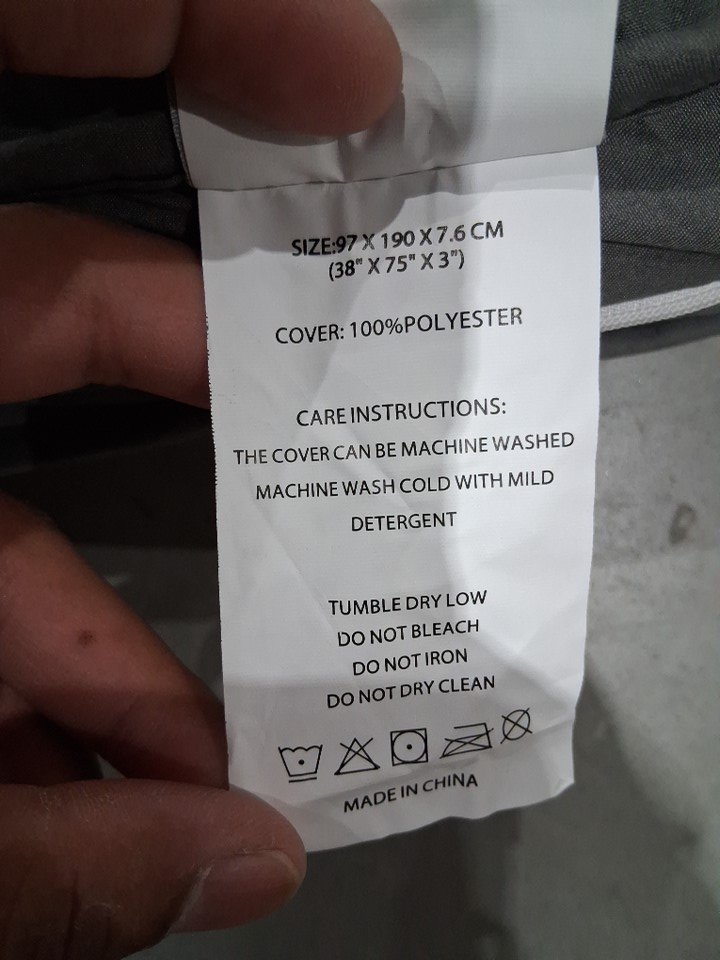 SIZE:97 X 190 X 7.6 CM
(38" X 75" X 3")
COVER: 100%POLYESTER
CARE INSTRUCTIONS:
THE COVER CAN BE MACHINE WASHED
MACHINE WASH COLD WITH MILD
DETERGENT
TUMBLE DRY LOW
DO NOT BLEACH
DO NOT IRON
DO NOT DRY CLEAN
MADE IN CHINA